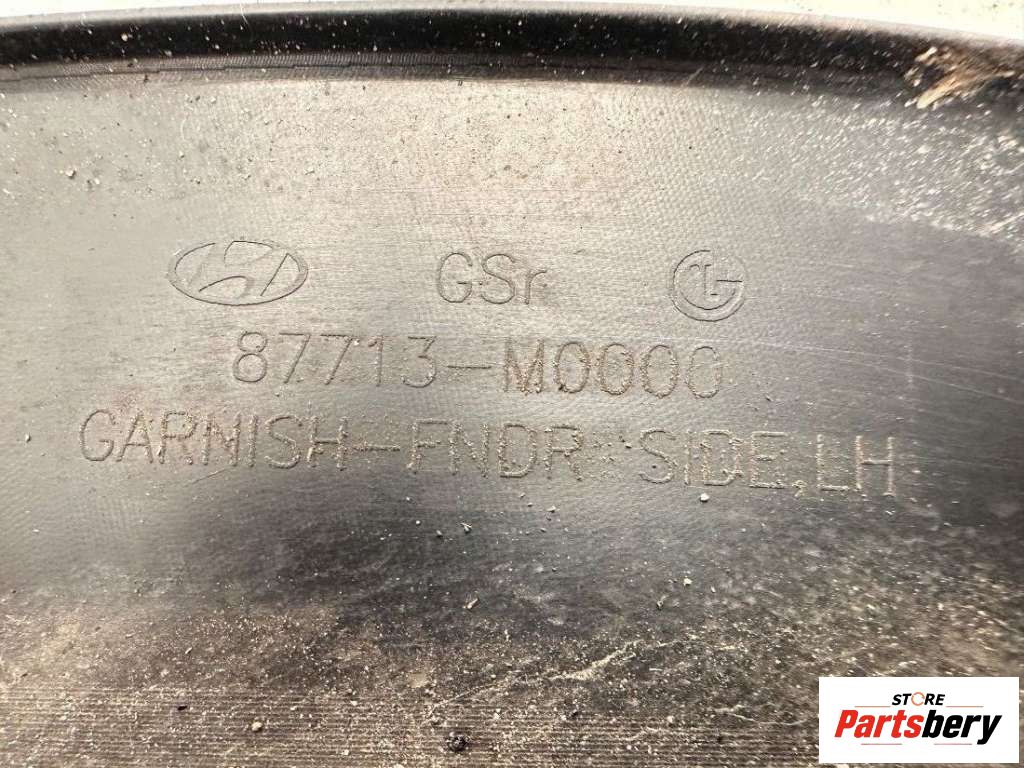 GSr
87713-M0000
GARNISH-FNDR SIDE,LH
STORE
Partsbery